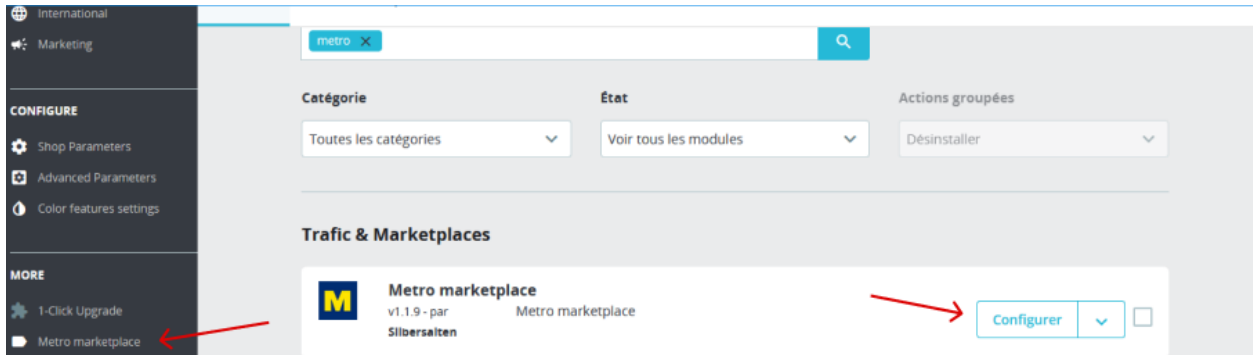 International
Marketing
CONFIGURE
Shop Parameters
Advanced Parameters
Color features settings
MORE
1-Click Upgrade
Metro marketplace
metro
Catégorie
État
Actions groupées
Toutes les catégories
Voir tous les modules
Désinstaller
Trafic & Marketplaces
M
Metro marketplace
v1.1.9 - par Metro marketplace
Silbersaiten
Configurer